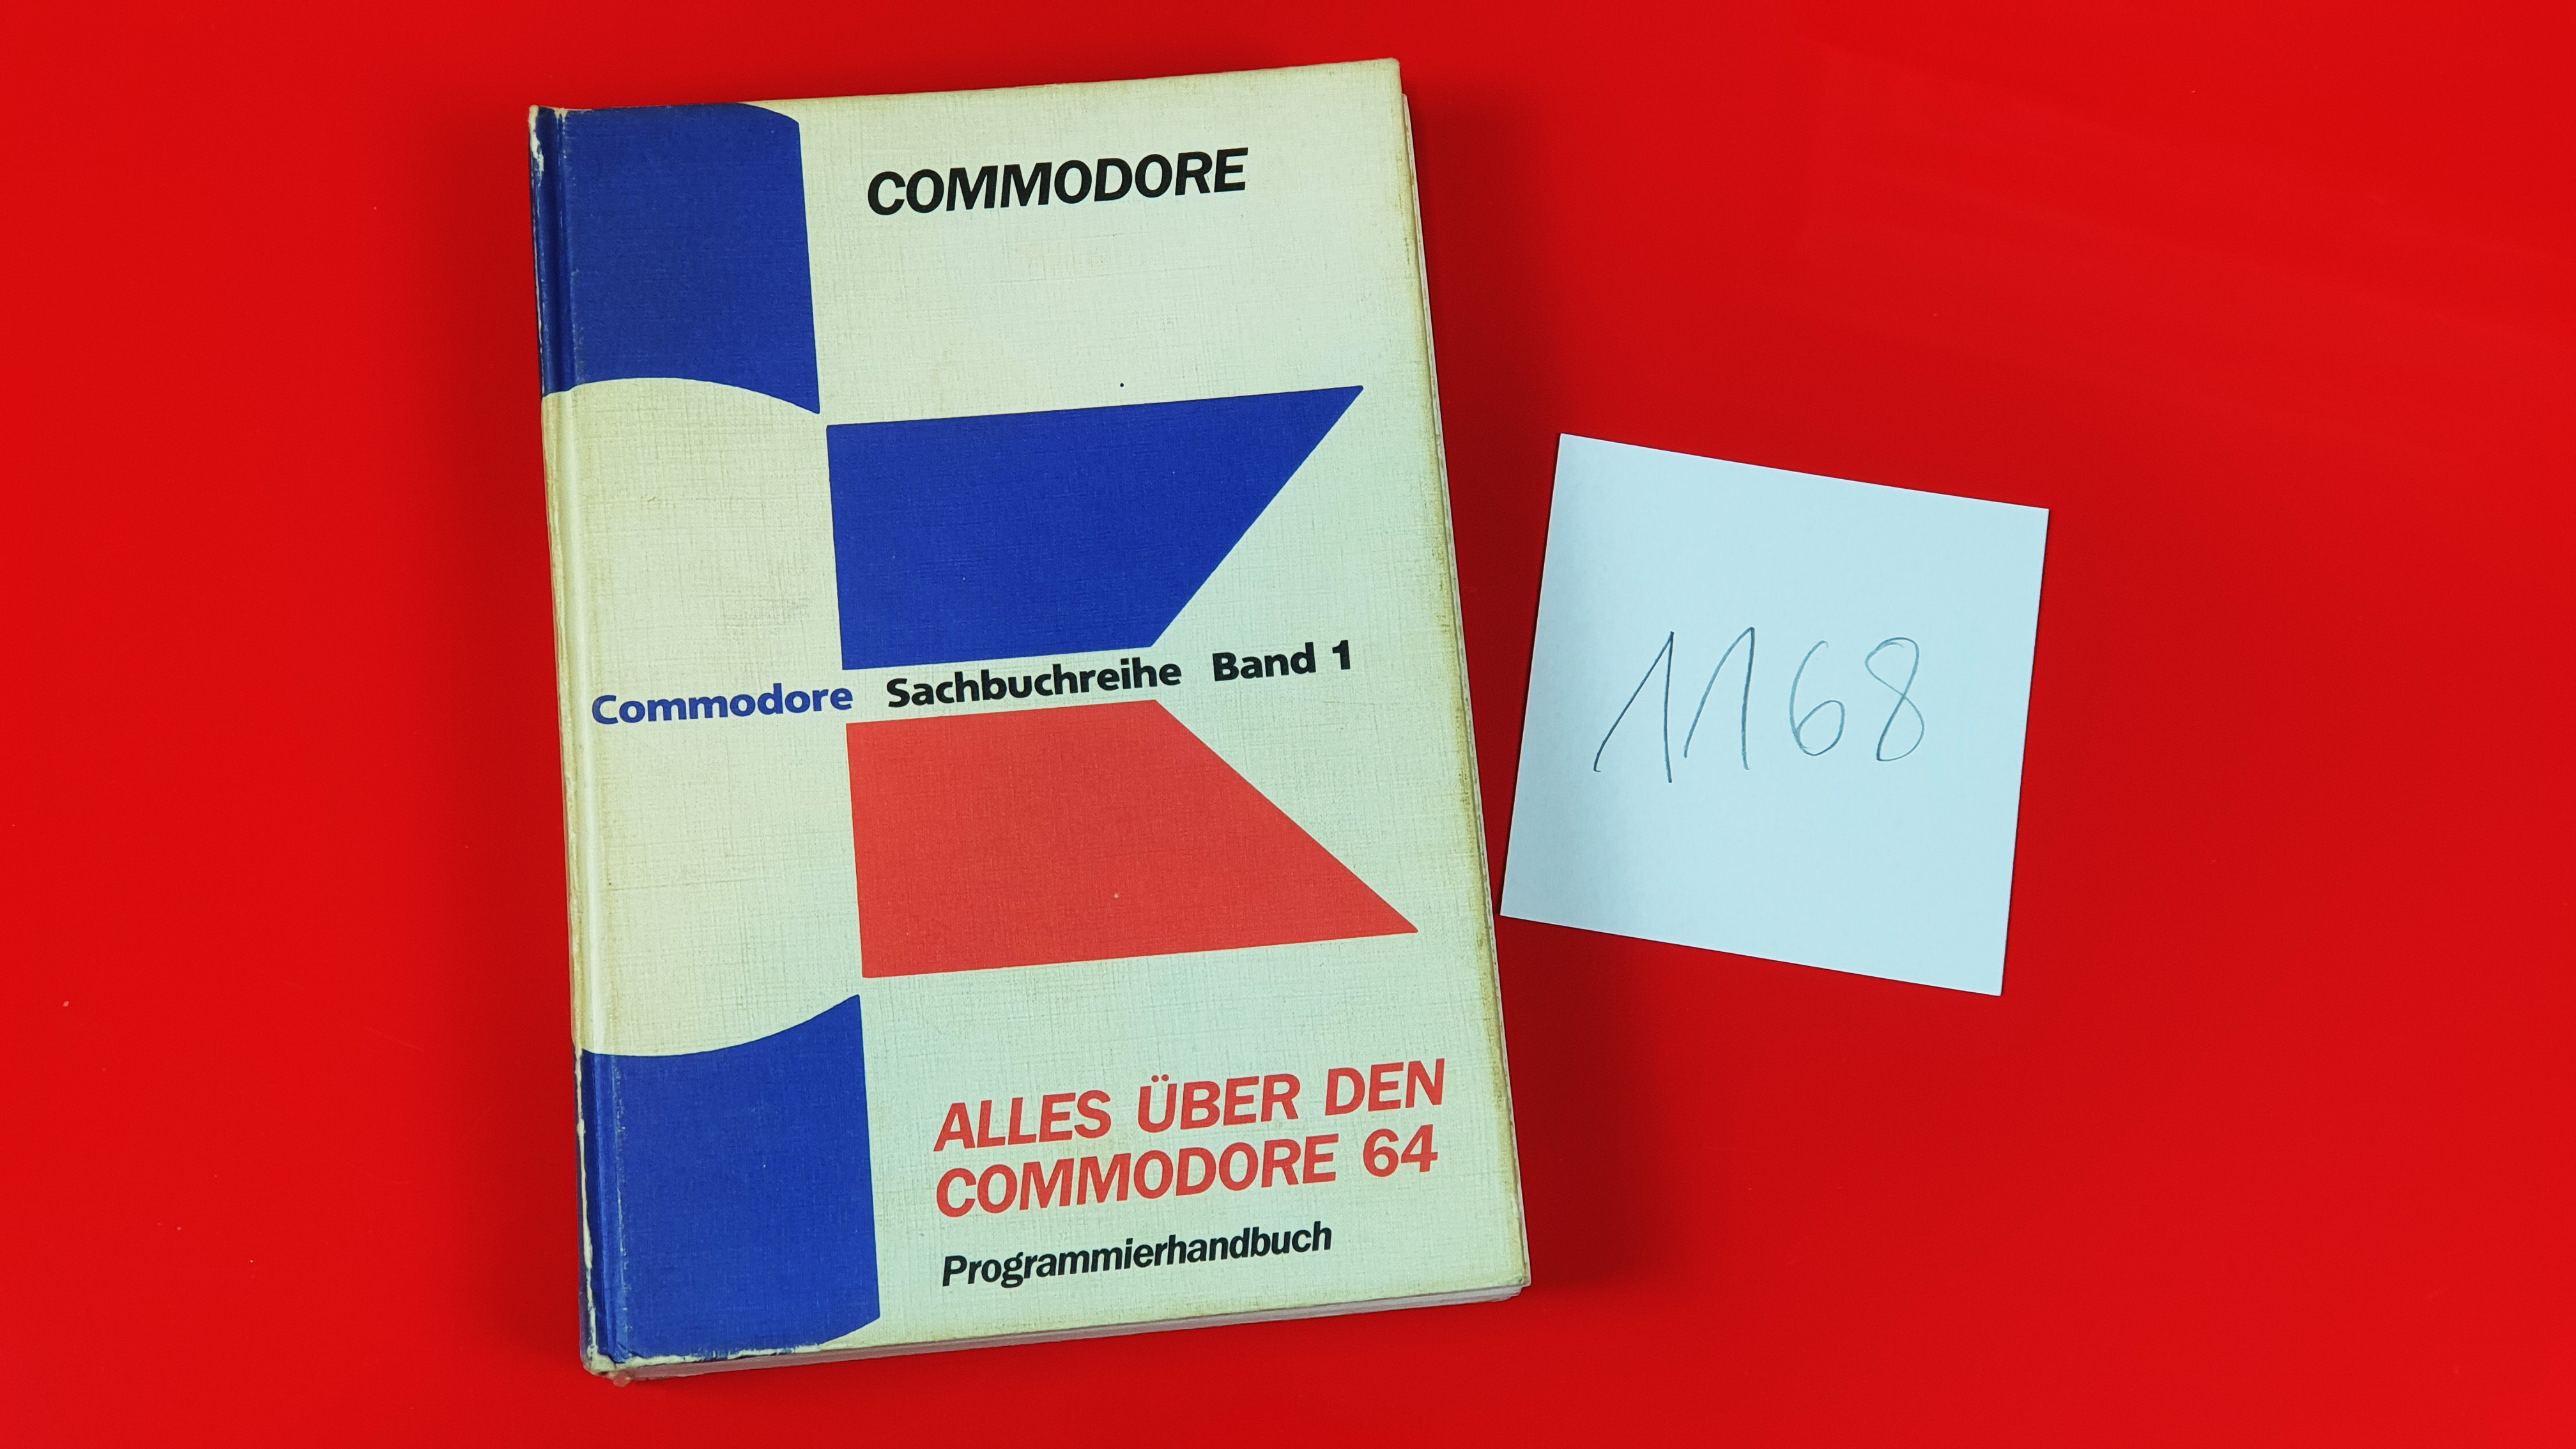 COMMODORE
Commodore Sachbuchreihe Band 1
ALLES ÜBER DEN
COMMODORE 64
Programmierhandbuch
1168